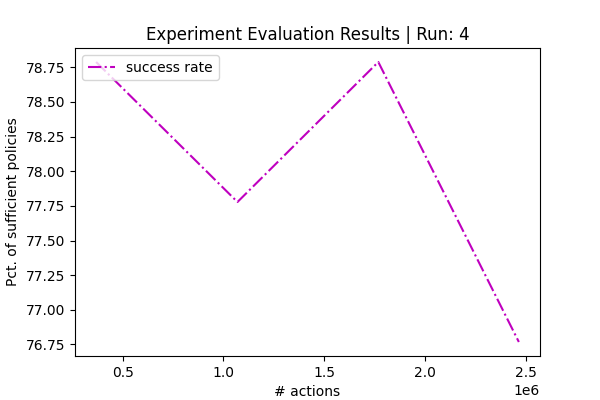 Experiment Evaluation Results | Run: 4
success rate
Pct. of sufficient policies
78.75
78.50
78.25
78.00
77.75
77.50
77.25
77.00
76.75
0.5 1.0 1.5 2.0 2.5
1e6
# actions